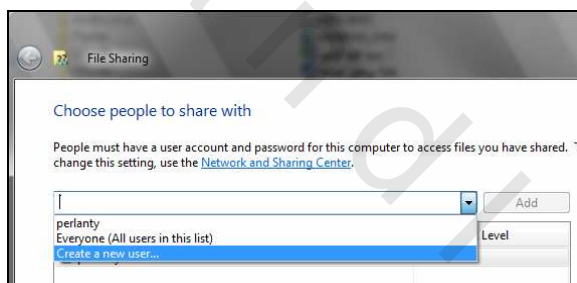 File Sharing
Choose people to share with
People must have a user account and password for this computer to access files you have shared.
change this setting, use the Network and Sharing Center.
Add
perlanty
Everyone (All users in this list)
Level
Create a new user...